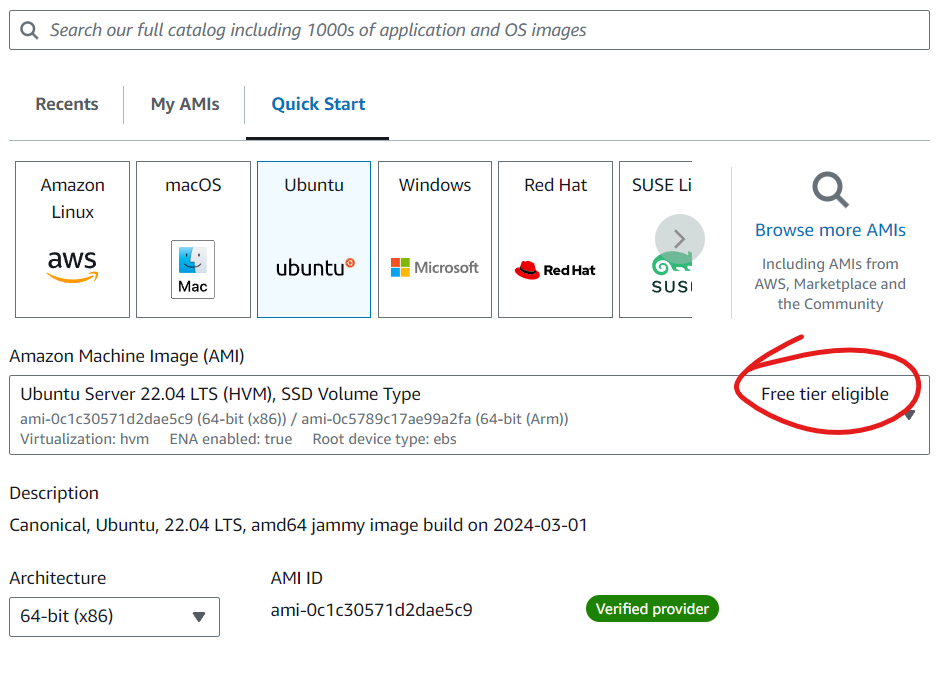 Search our full catalog including 1000s of application and OS images
Recents
My AMIs
Quick Start
Amazon
Linux
aws
macOS
Mac
Ubuntu
ubuntu
Windows
Microsoft
Red Hat
Red Hat
SUSE Li
SUS
Browse more AMIs
Including AMIs from
AWS, Marketplace and
the Community
Amazon Machine Image (AMI)
Ubuntu Server 22.04 LTS (HVM), SSD Volume Type
Free tier eligible
ami-0c1c30571d2dae5c9 (64-bit (x86)) / ami-0c5789c17ae99a2fa (64-bit (Arm))
Virtualization: hvm ENA enabled: true Root device type: ebs
Description
Canonical, Ubuntu, 22.04 LTS, amd64 jammy image build on 2024-03-01
Architecture
64-bit (x86)
AMI ID
ami-0c1c30571d2dae5c9
Verified provider